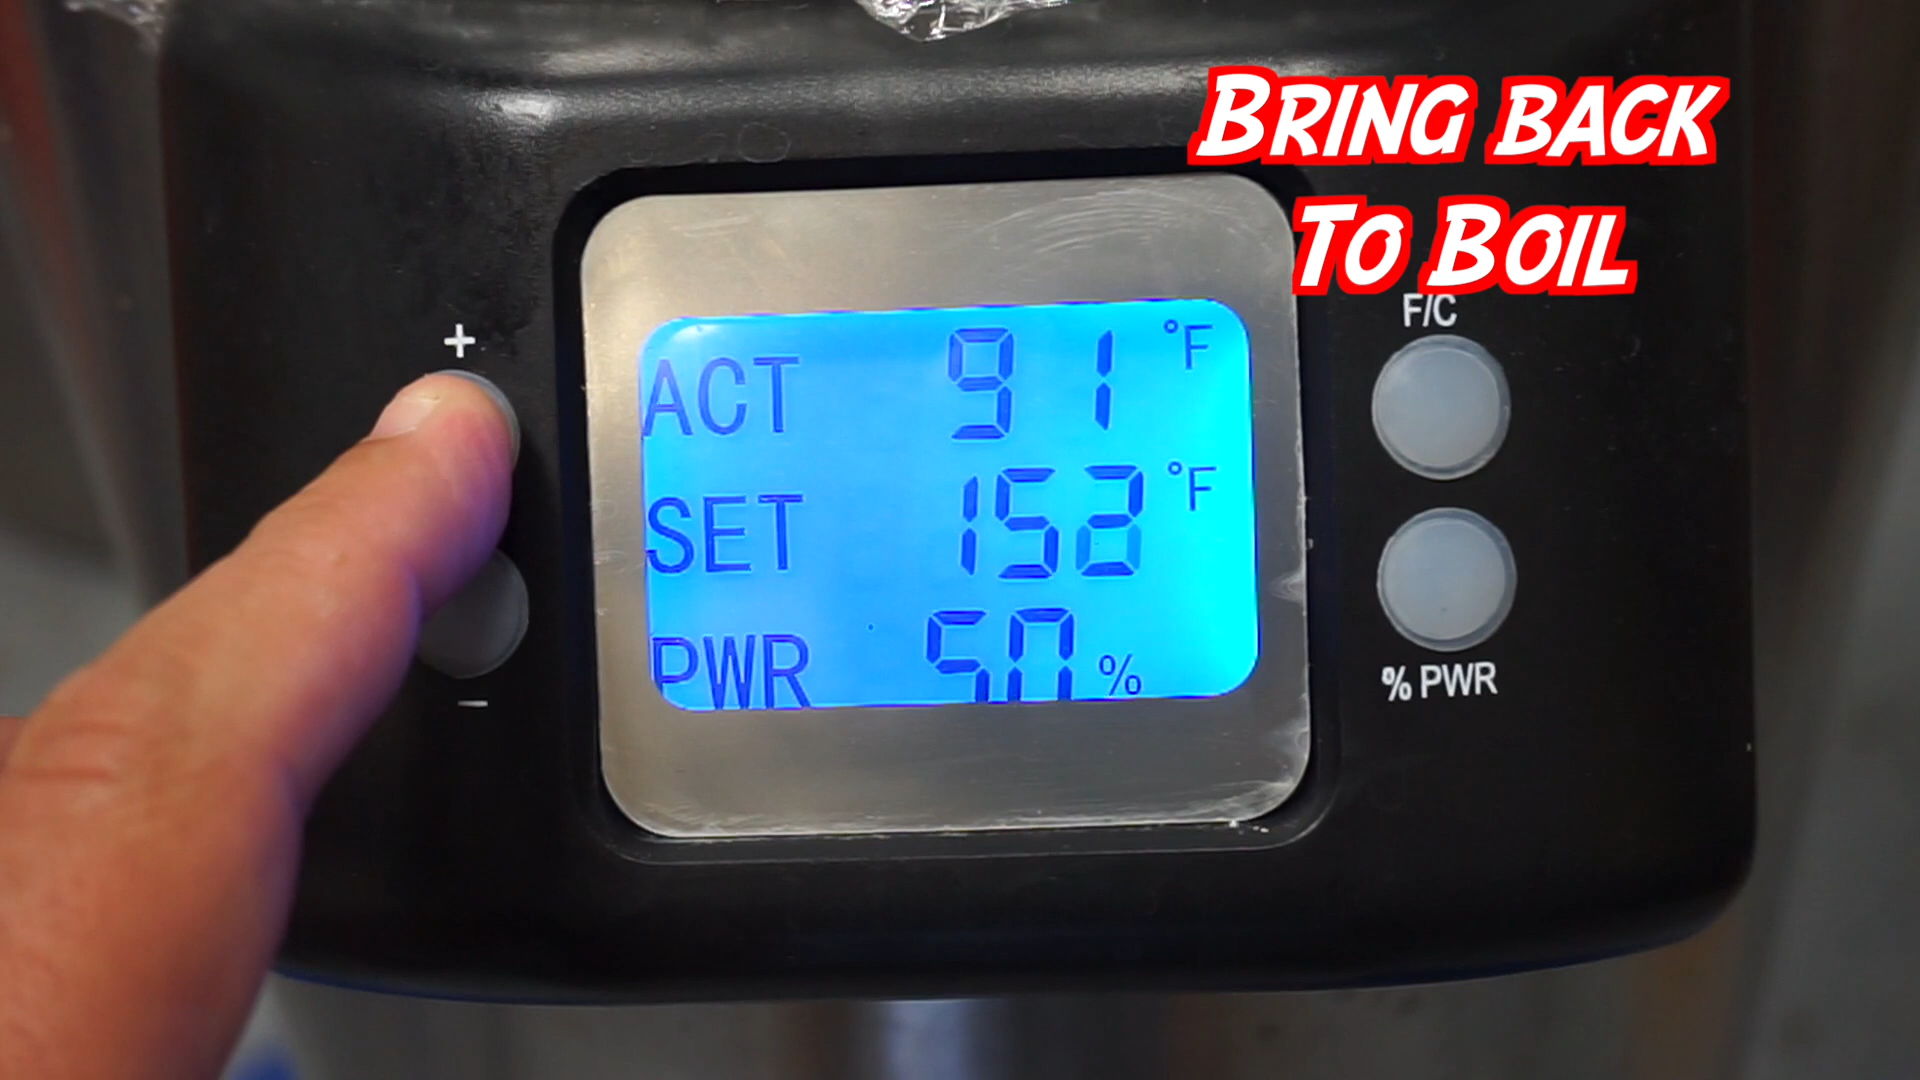 BRING BACK
TO BOIL
F/C
+
ACT 91 °F
SET 152 °F
PWR 50 %
% PWR
−